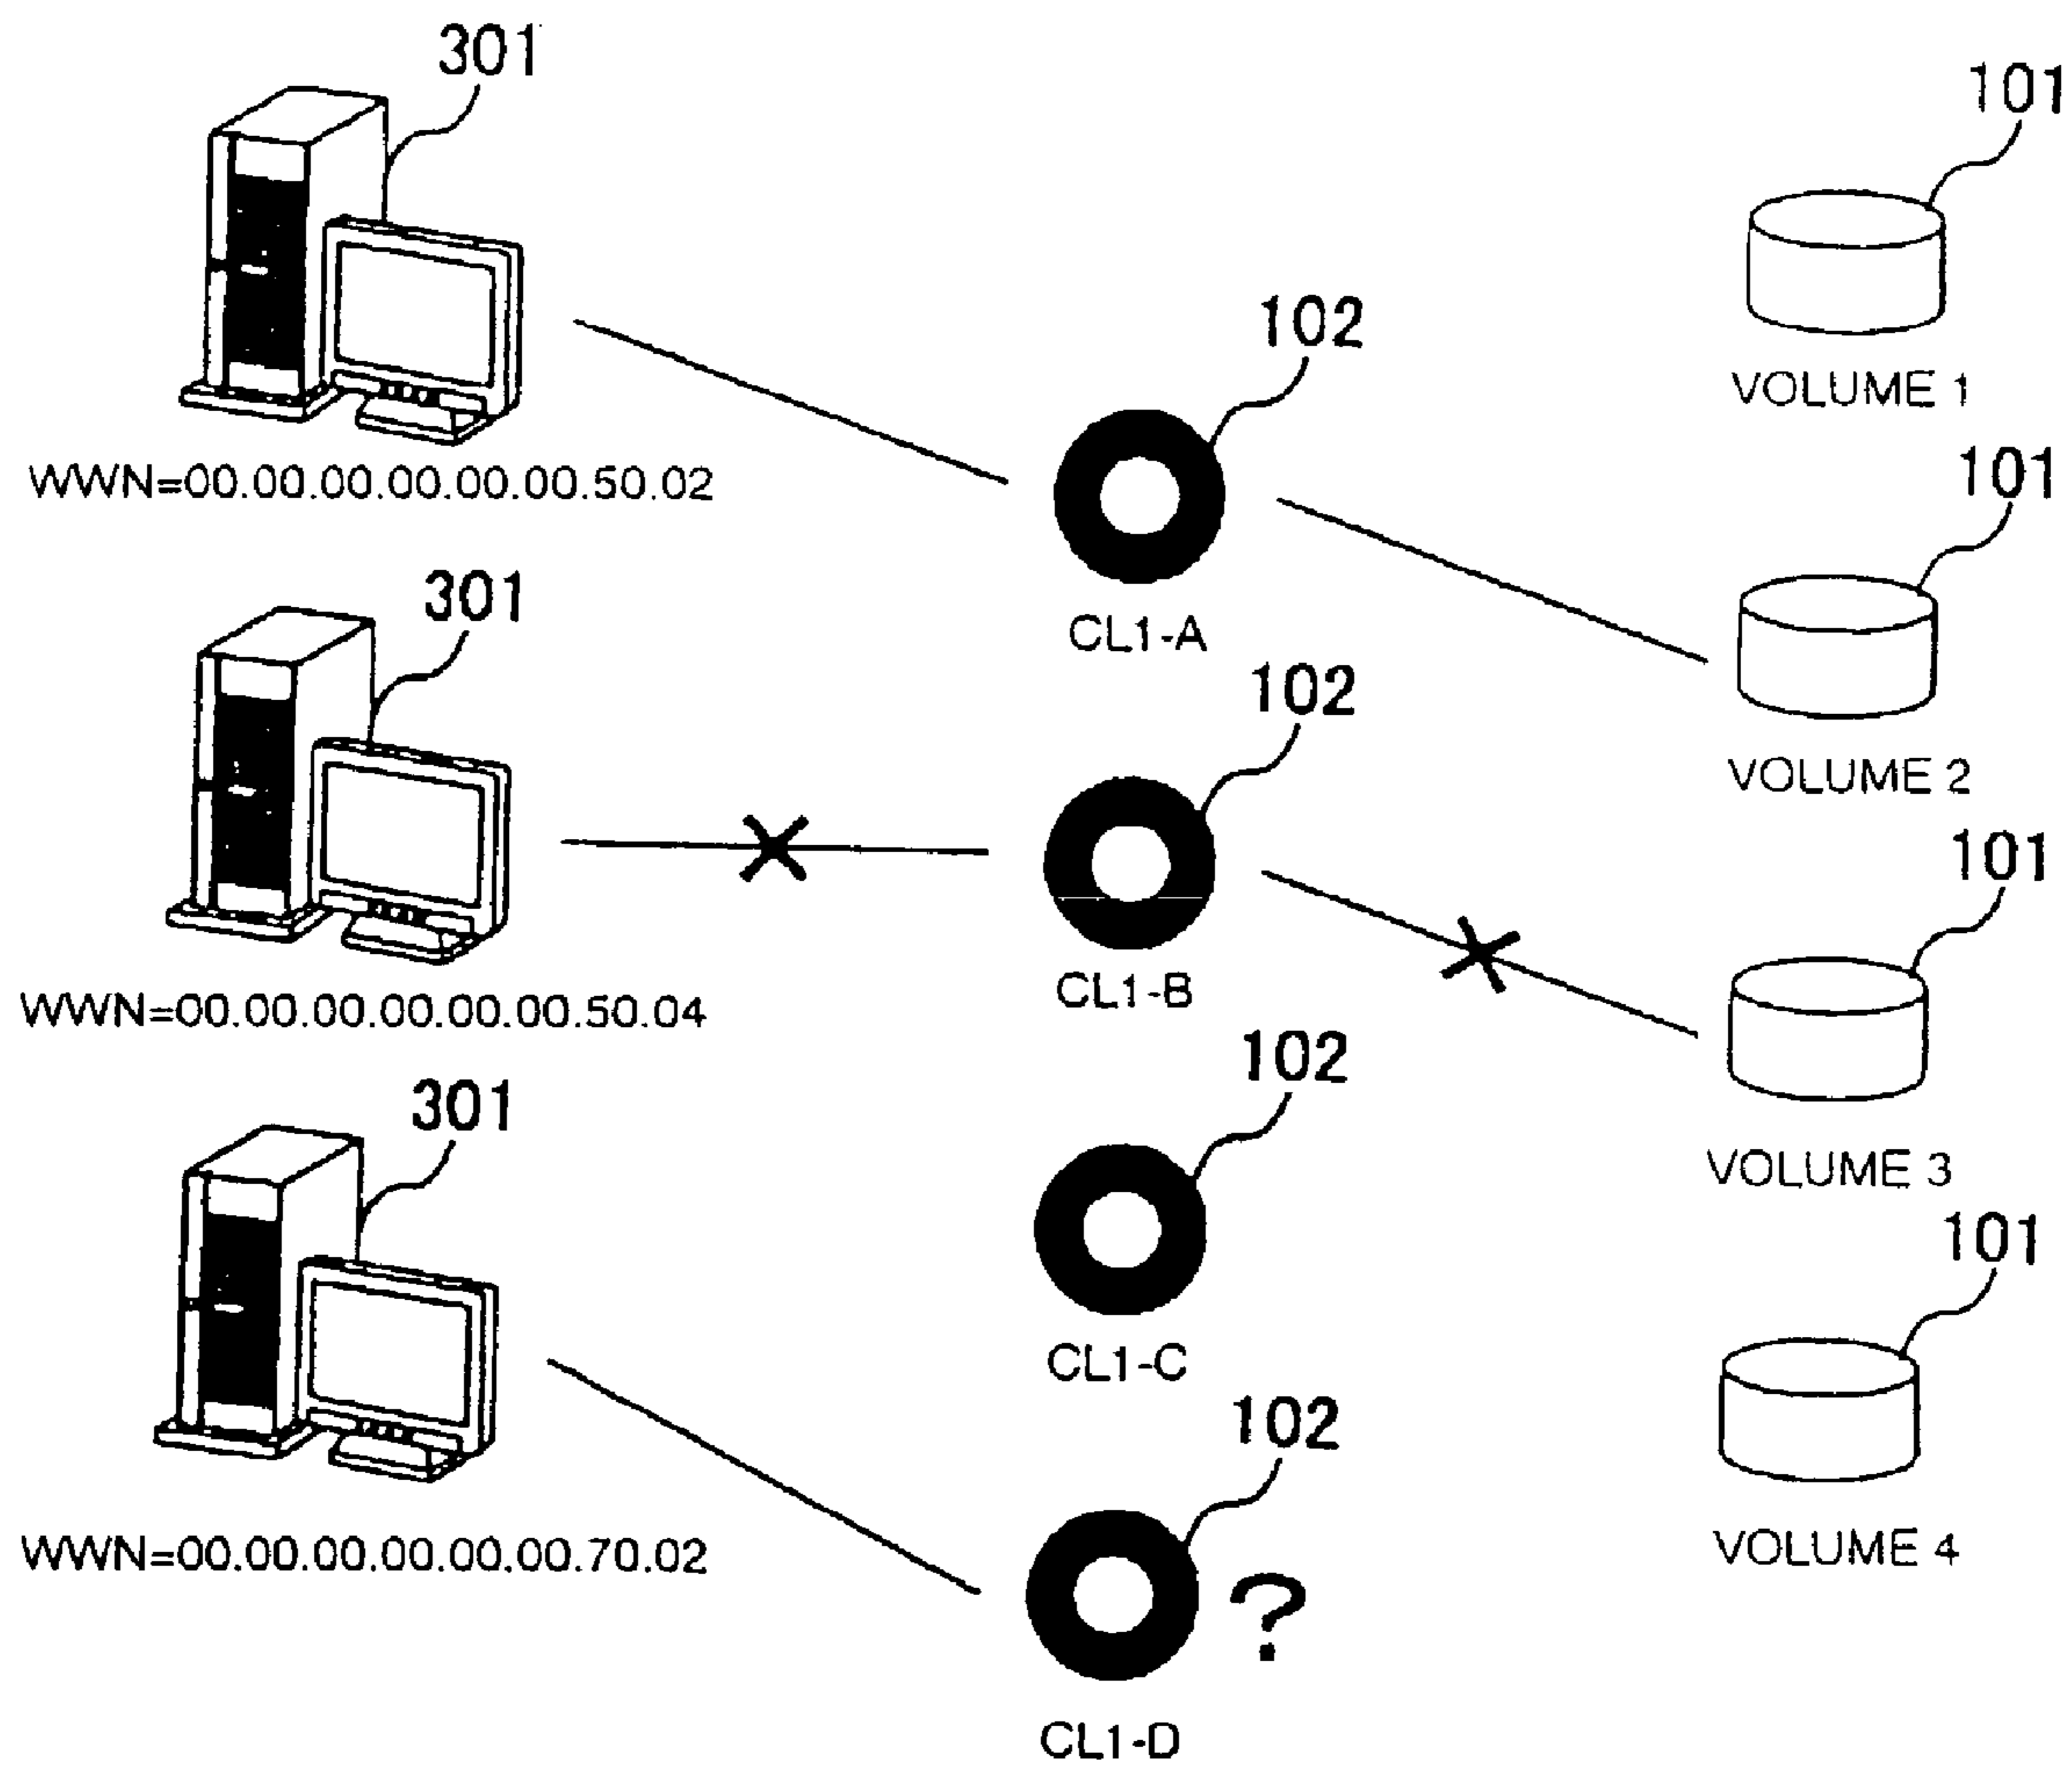 301
101
102
VOLUME 1
WWN=00.00.00.00.00.00.50.02
101
301
CL1-A
102
VOLUME 2
101
WWN=00.00.00.00.00.00.50.04
CL1-B
102
301
VOLUME 3
101
CL1-C
102
WWN=00.00.00.00.00.00.70.02
VOLUME 4
?
CL1-D